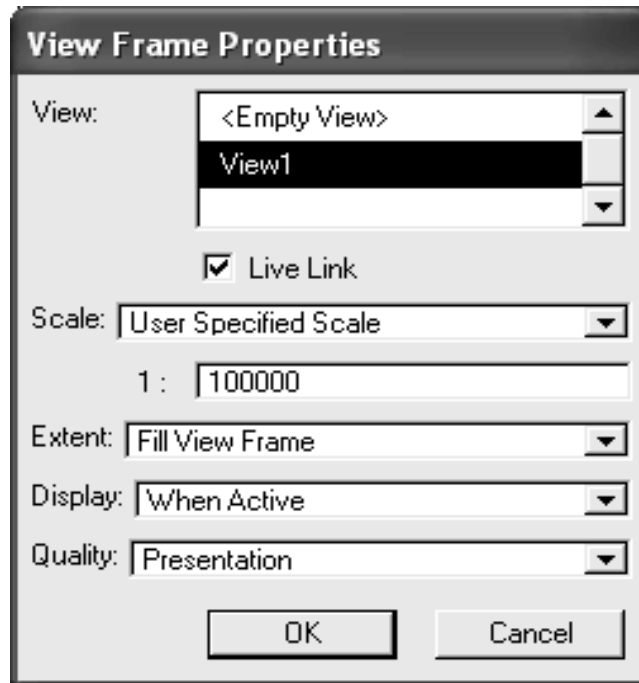 View Frame Properties
View: <Empty View>
View1
Live Link
Scale: User Specified Scale
1 : 100000
Extent: Fill View Frame
Display: When Active
Quality: Presentation
OK Cancel